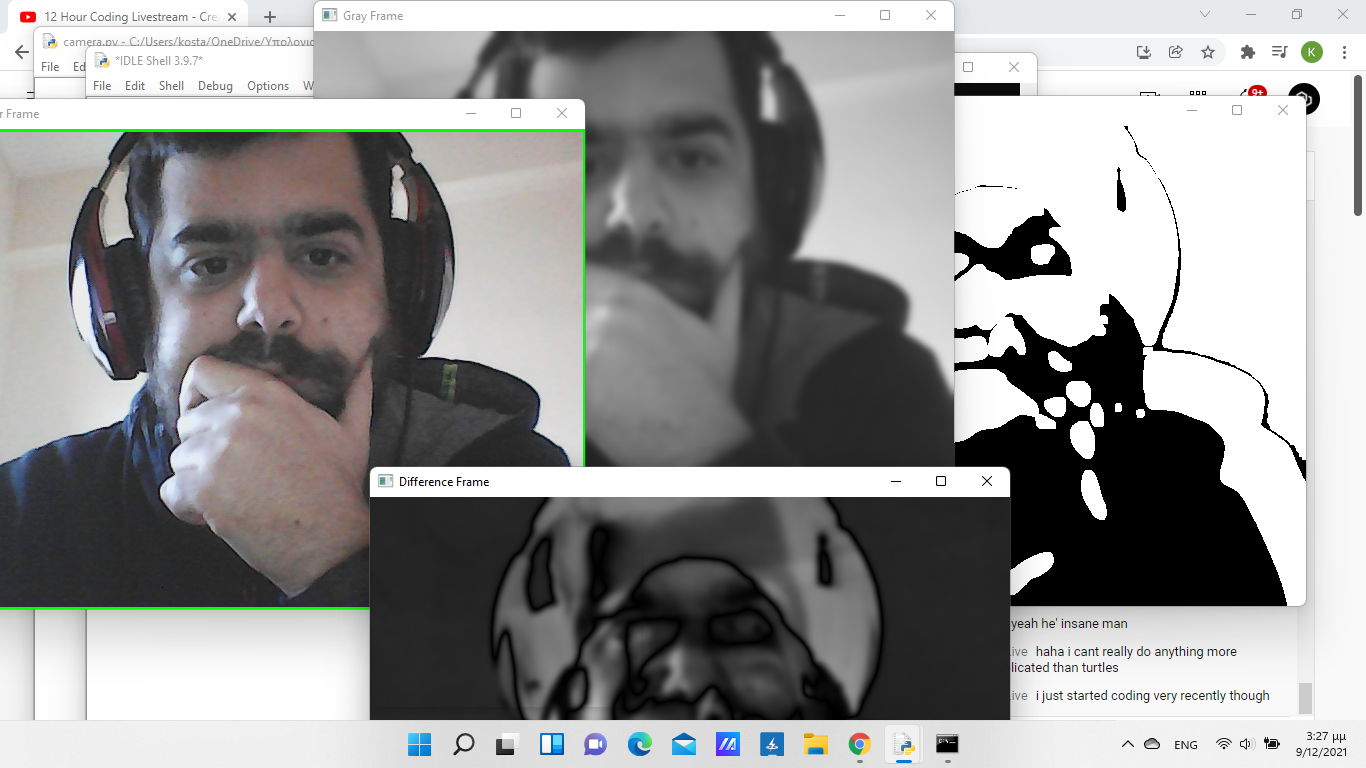 12 Hour Coding Livestream - Cre
Gray Frame
camera.py - C:/Users/kosta/OneDrive/Υπολογισ
File Ed
*IDLE Shell 3.9.7*
File Edit Shell Debug Options W
r Frame
K
9+
Difference Frame
yeah he' insane man
ive haha i cant really do anything more
licated than turtles
ive i just started coding very recently though
ENG
3:27 μμ
9/12/2021